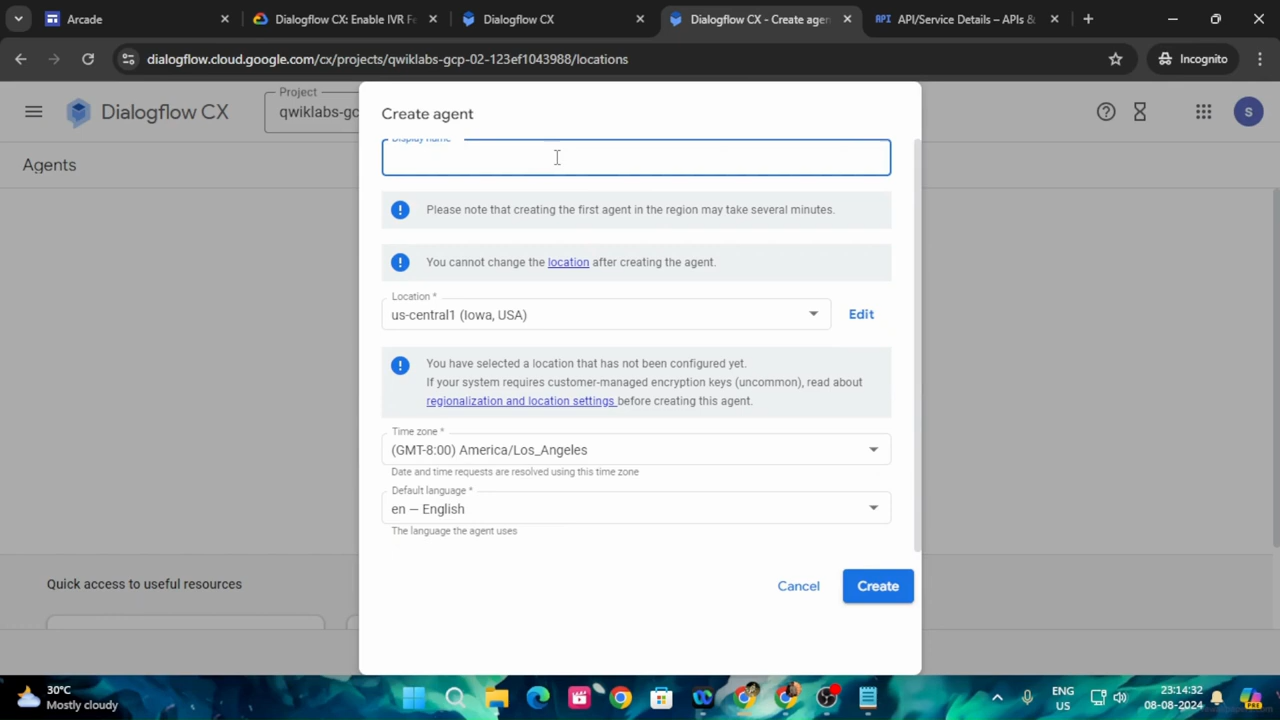 Arcade
Dialogflow CX: Enable IVR Fe
Dialogflow CX
Dialogflow CX - Create agen
API API/Service Details – APIs &
dialogflow.cloud.google.com/cx/projects/qwiklabs-gcp-02-123ef1043988/locations
Incognito
Dialogflow CX
Project
qwiklabs-gc
S
Agents
Create agent
Display name
Please note that creating the first agent in the region may take several minutes.
You cannot change the location after creating the agent.
Location *
us-central1 (Iowa, USA)
Edit
You have selected a location that has not been configured yet.
If your system requires customer-managed encryption keys (uncommon), read about
regionalization and location settings before creating this agent.
Time zone *
(GMT-8:00) America/Los_Angeles
Date and time requests are resolved using this time zone
Default language *
en — English
The language the agent uses
Cancel
Create
Quick access to useful resources
30°C
Mostly cloudy
ENG
US
23:14:32
08-08-2024
PRE